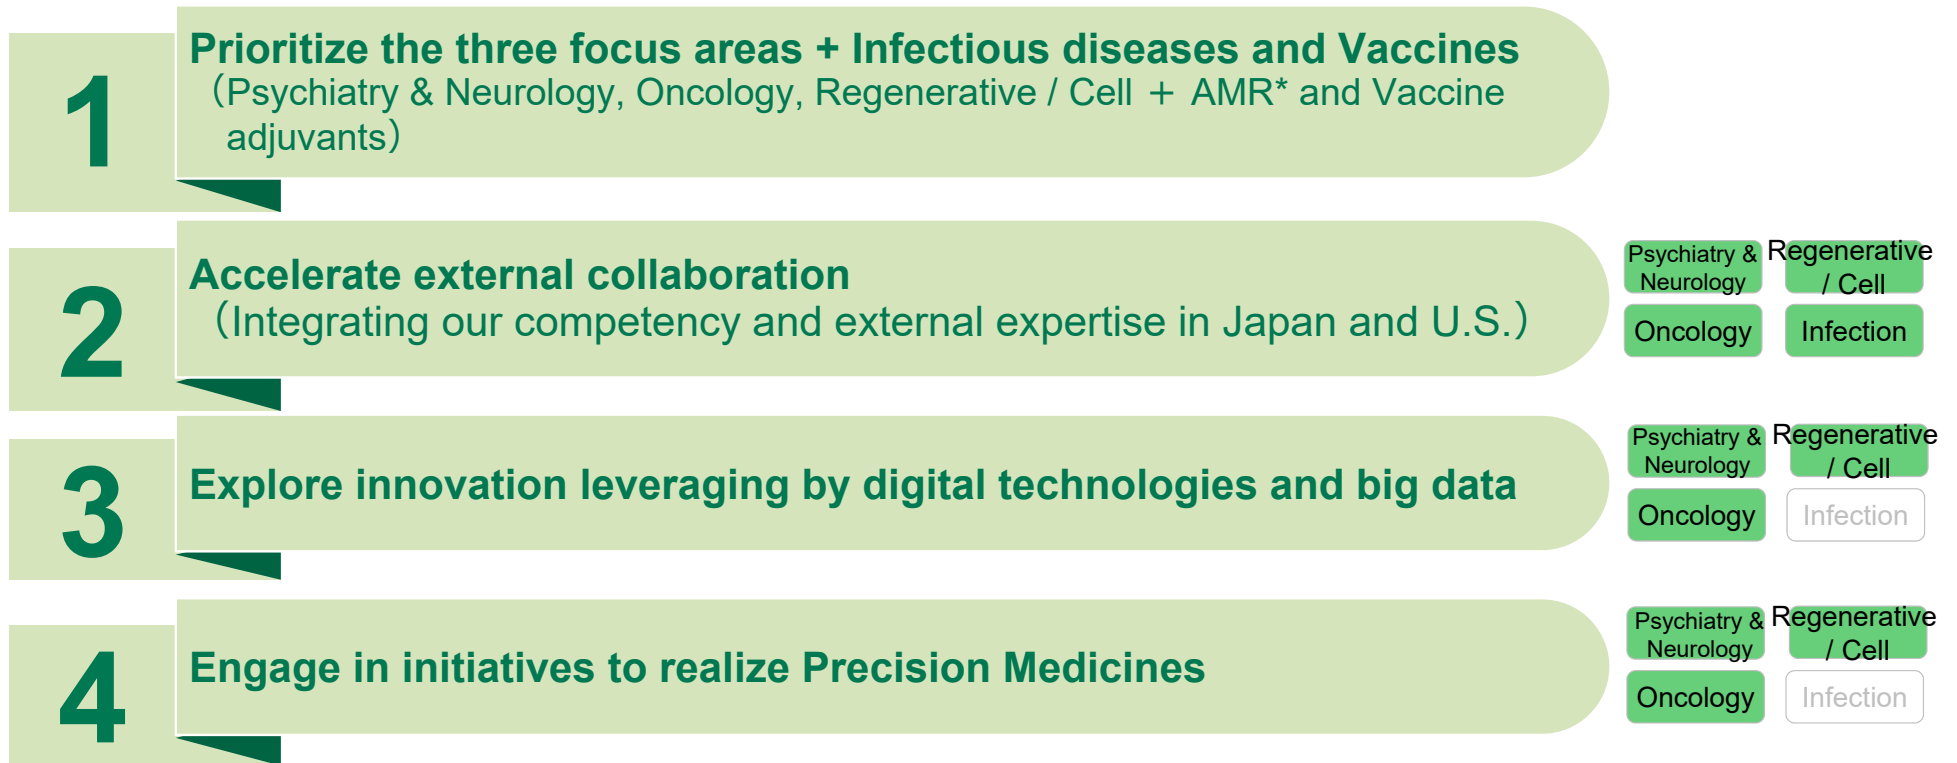 1
Prioritize the three focus areas + Infectious diseases and Vaccines
（Psychiatry & Neurology, Oncology, Regenerative / Cell ＋ AMR* and Vaccine
adjuvants）
2
Accelerate external collaboration
（Integrating our competency and external expertise in Japan and U.S.）
Psychiatry &
Neurology
Regenerative
/ Cell
Oncology
Infection
3
Explore innovation leveraging by digital technologies and big data
Psychiatry &
Neurology
Regenerative
/ Cell
Oncology
Infection
4
Engage in initiatives to realize Precision Medicines
Psychiatry &
Neurology
Regenerative
/ Cell
Oncology
Infection